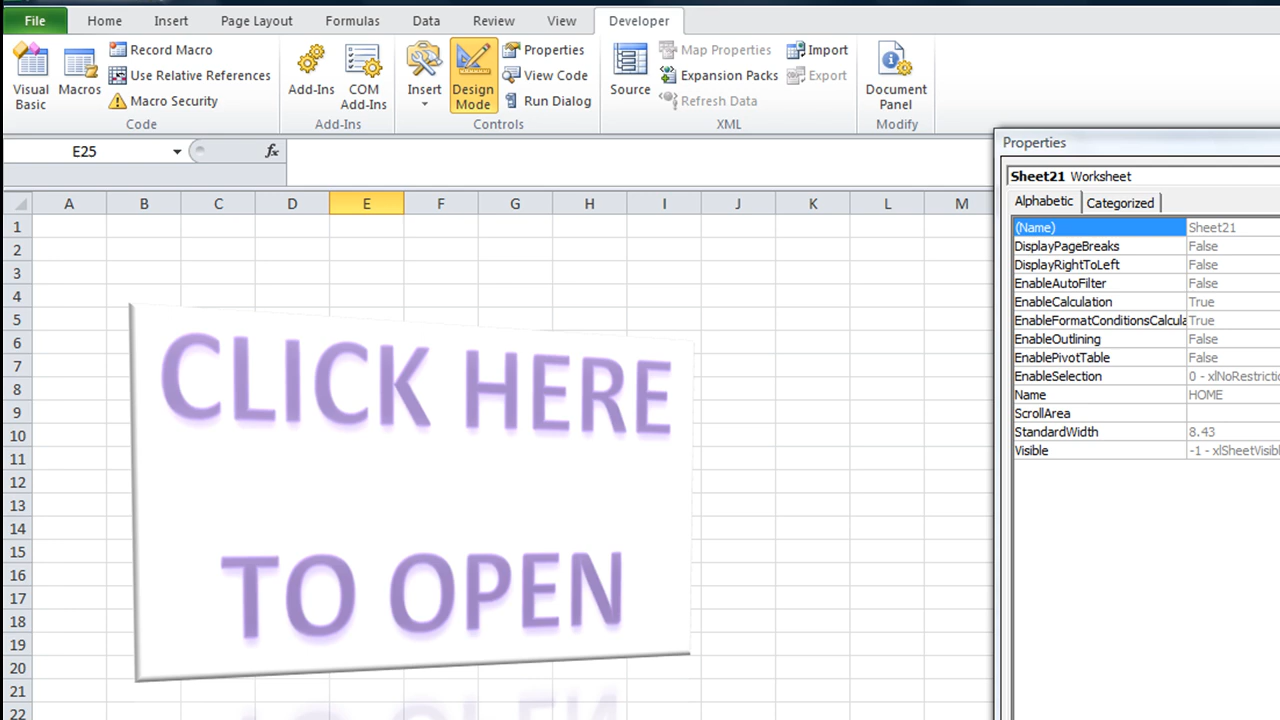 File Home Insert Page Layout Formulas Data Review View Developer
Visual Basic
Macros
Record Macro
Use Relative References
Macro Security
Code
Add-Ins
COM Add-Ins
Add-Ins
Insert
Design Mode
Properties
View Code
Run Dialog
Controls
Source
Map Properties
Expansion Packs
Refresh Data
Import
Export
XML
Document Panel
Modify
E25
fx
A B C D E F G H I J K L M
1
2
3
4
5
6
7
8
9
10
11
12
13
14
15
16
17
18
19
20
21
22
CLICK HERE
TO OPEN
Properties
Sheet21 Worksheet
Alphabetic Categorized
(Name) Sheet21
DisplayPageBreaks False
DisplayRightToLeft False
EnableAutoFilter False
EnableCalculation True
EnableFormatConditionsCalcula True
EnableOutlining False
EnablePivotTable False
EnableSelection 0 - xlNoRestrictio
Name HOME
ScrollArea
StandardWidth 8.43
Visible -1 - xlSheetVisibl